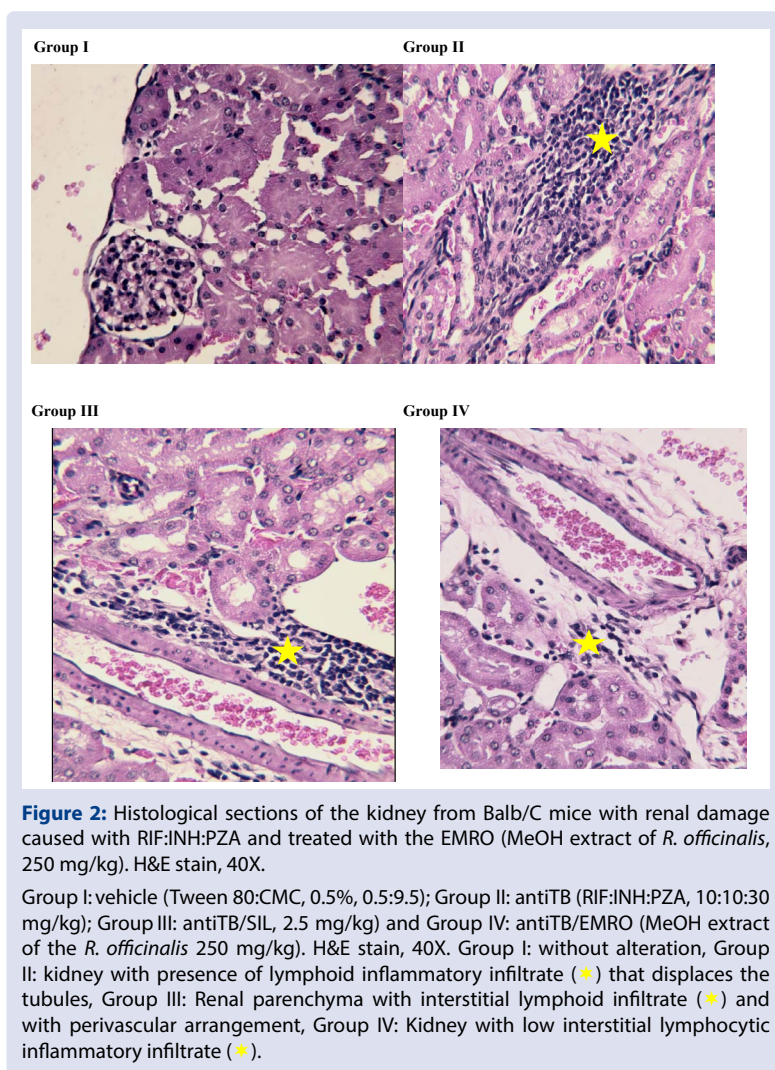 Group I
Group II
Group III
Group IV
Figure 2: Histological sections of the kidney from Balb/C mice with renal damage
caused with RIF:INH:PZA and treated with the EMRO (MeOH extract of R. officinalis,
250 mg/kg). H&E stain, 40X.
Group I: vehicle (Tween 80:CMC, 0.5%, 0.5:9.5); Group II: antiTB (RIF:INH:PZA, 10:10:30
mg/kg); Group III: antiTB/SIL, 2.5 mg/kg) and Group IV: antiTB/EMRO (MeOH extract
of the R. officinalis 250 mg/kg). H&E stain, 40X. Group I: without alteration, Group
II: kidney with presence of lymphoid inflammatory infiltrate (★) that displaces the
tubules, Group III: Renal parenchyma with interstitial lymphoid infiltrate (★) and
with perivascular arrangement, Group IV: Kidney with low interstitial lymphocytic
inflammatory infiltrate (★).